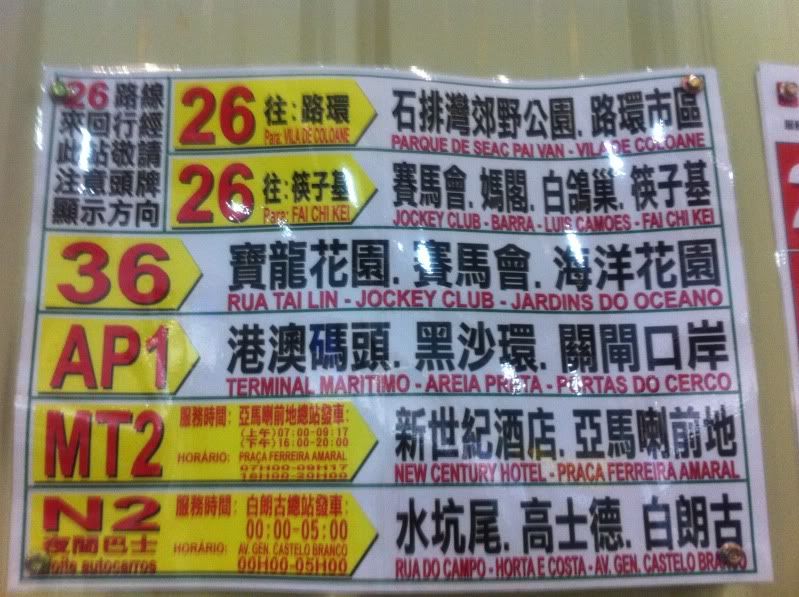 26路線
來回行經
此站敬請
注意頭牌
顯示方向
26 往:路環
Para: VILA DE COLOANE
石排灣郊野公園.路環市區
PARQUE DE SEAC PAI VAN - VILA DE COLOANE
26 往:筷子基
Para: FAI CHI KEI
賽馬會.媽閣.白鴿巢.筷子基
JOCKEY CLUB - BARRA - LUIS CAMOES - FAI CHI KEI
36
寶龍花園.賽馬會.海洋花園
RUA TAI LIN - JOCKEY CLUB - JARDINS DO OCEANO
AP1
港澳碼頭.黑沙環.關閘口岸
TERMINAL MARITIMO - AREIA PRETA - PORTAS DO CERCO
MT2
服務時間: 亞馬喇前地總站發車:
(上午)07:00-09:17
(下午)16:00-20:00
HORÁRIO: PRAÇA FERREIRA AMARAL
07H00-09H17
16H00-20H00
新世紀酒店.亞馬喇前地
NEW CENTURY HOTEL - PRAÇA FERREIRA AMARAL
N2
夜間巴士
Noite autocarros
服務時間: 白朗古總站發車:
00:00-05:00
HORÁRIO: AV. GEN. CASTELO BRANCO
00H00-05H00
水坑尾.高士德.白朗古
RUA DO CAMPO - HORTA E COSTA - AV. GEN. CASTELO BRANCO